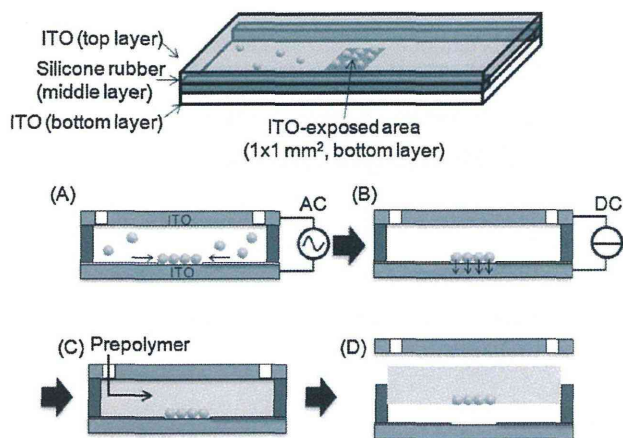 ITO (top layer)
Silicone rubber
(middle layer)
ITO (bottom layer)
ITO-exposed area
(1x1 mm², bottom layer)
(A)
AC
ITO
ITO
(B)
DC
(C)
Prepolymer
(D)